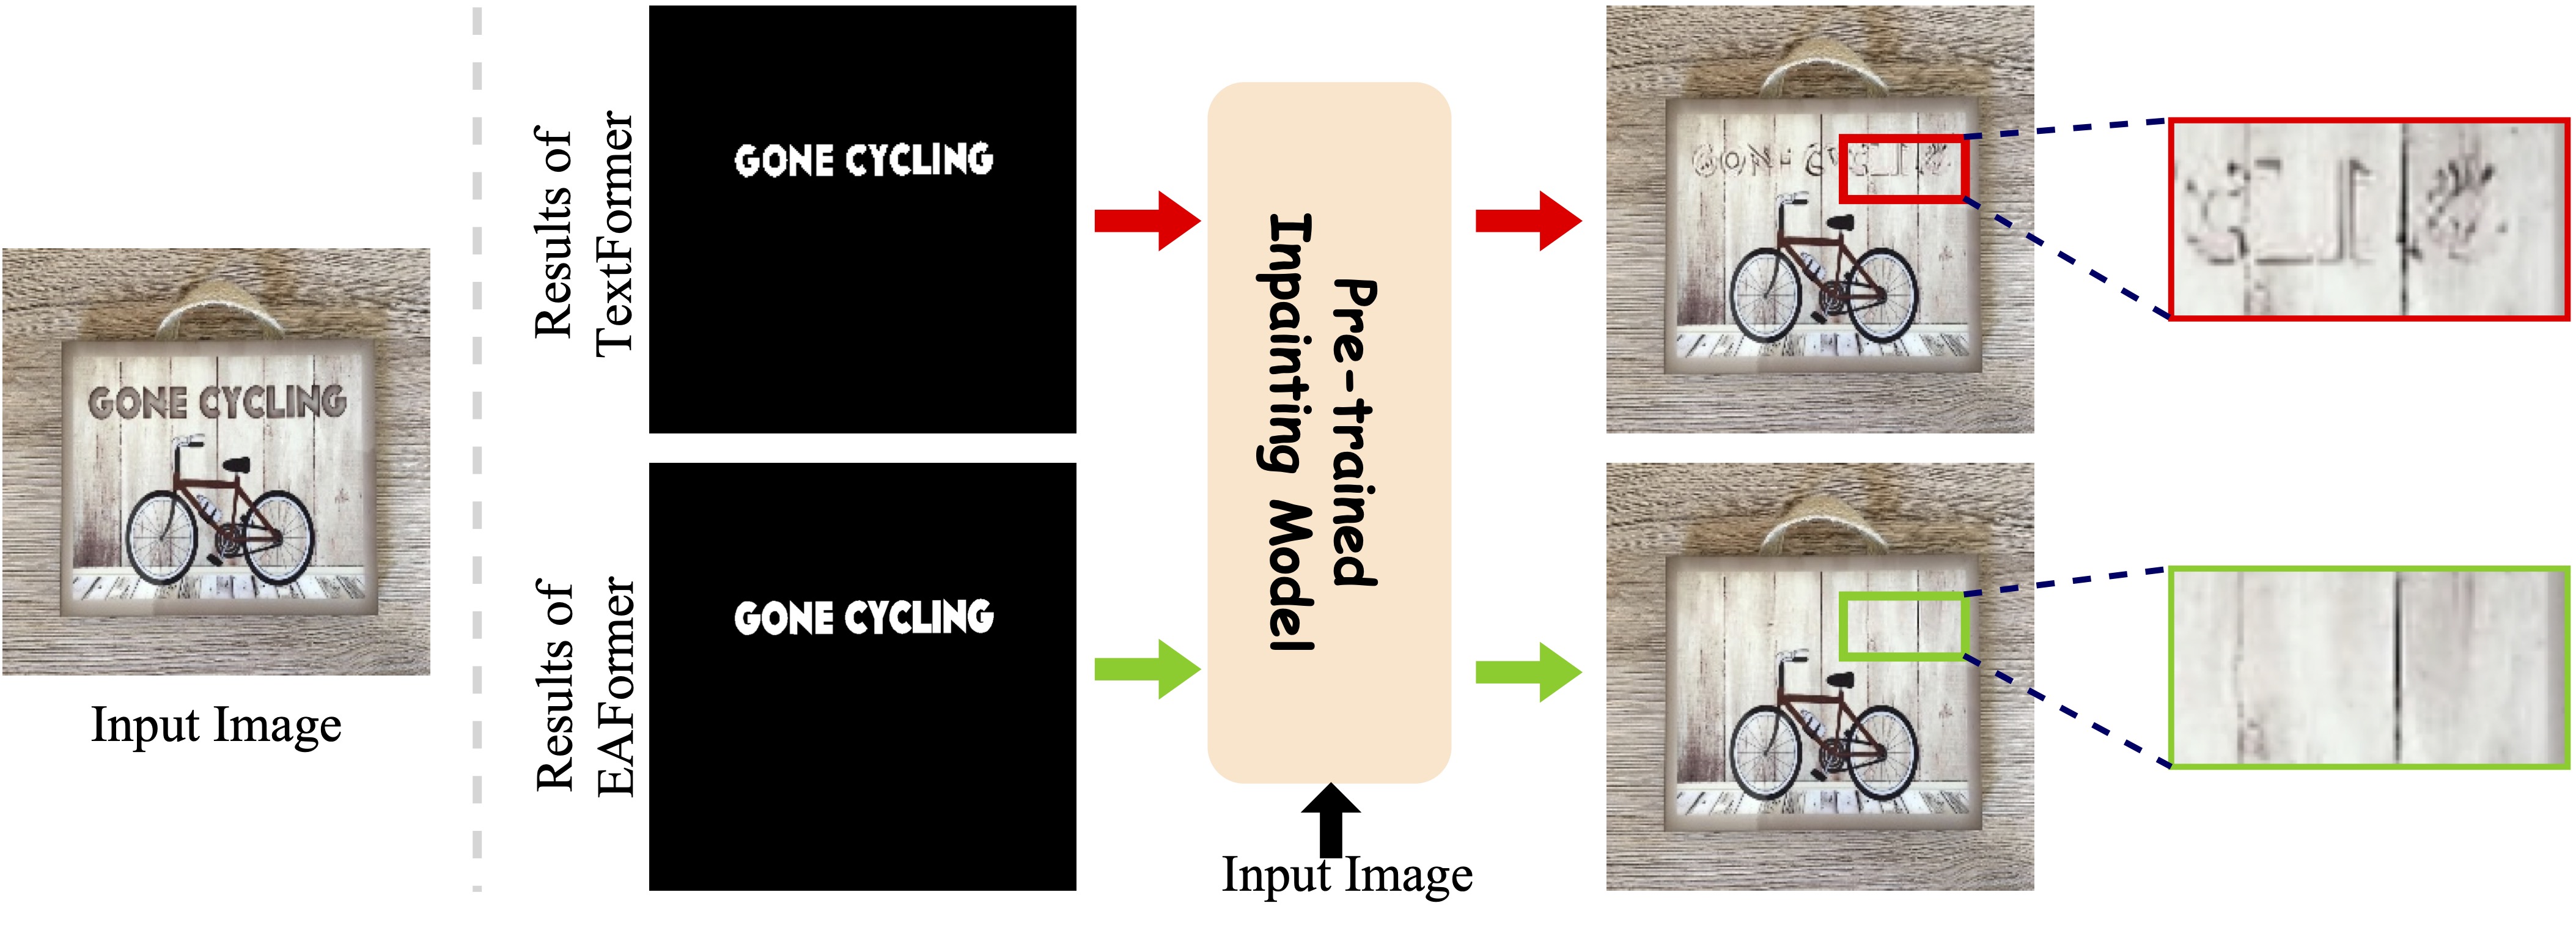 GONE CYCLING
Input Image
Results of
TextFormer
GONE CYCLING
Results of
EAFormer
GONE CYCLING
Pre-trained
Inpainting Model
Input Image